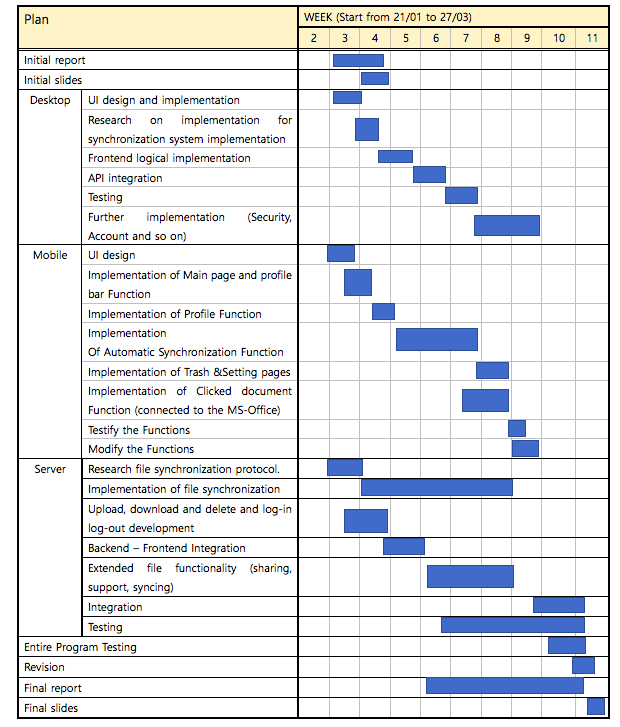 Plan
WEEK (Start from 21/01 to 27/03)
2 3 4 5 6 7 8 9 10 11
Initial report
Initial slides
Desktop
UI design and implementation
Research on implementation for
synchronization system implementation
Frontend logical implementation
API integration
Testing
Further implementation (Security,
Account and so on)
Mobile
UI design
Implementation of Main page and profile
bar Function
Implementation of Profile Function
Implementation
Of Automatic Synchronization Function
Implementation of Trash &Setting pages
Implementation of Clicked document
Function (connected to the MS-Office)
Testify the Functions
Modify the Functions
Server
Research file synchronization protocol.
Implementation of file synchronization
Upload, download and delete and log-in
log-out development
Backend – Frontend Integration
Extended file functionality (sharing,
support, syncing)
Integration
Testing
Entire Program Testing
Revision
Final report
Final slides